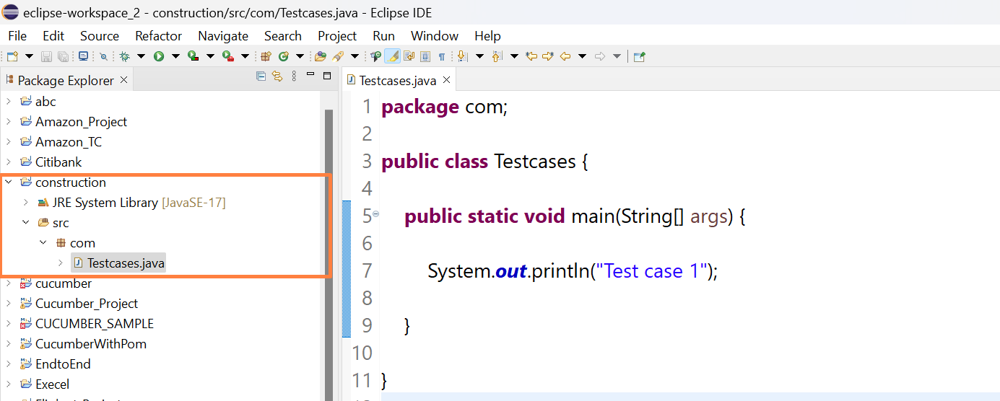 eclipse-workspace_2 - construction/src/com/Testcases.java - Eclipse IDE
File Edit Source Refactor Navigate Search Project Run Window Help
Package Explorer
abc
Amazon_Project
Amazon_TC
Citibank
construction
JRE System Library [JavaSE-17]
src
com
Testcases.java
cucumber
Cucumber_Project
CUCUMBER_SAMPLE
CucumberWithPom
EndtoEnd
Execel
Testcases.java
1 package com;
2
3 public class Testcases {
4
5 public static void main(String[] args) {
6
7 System.out.println("Test case 1");
8
9 }
10
11 }